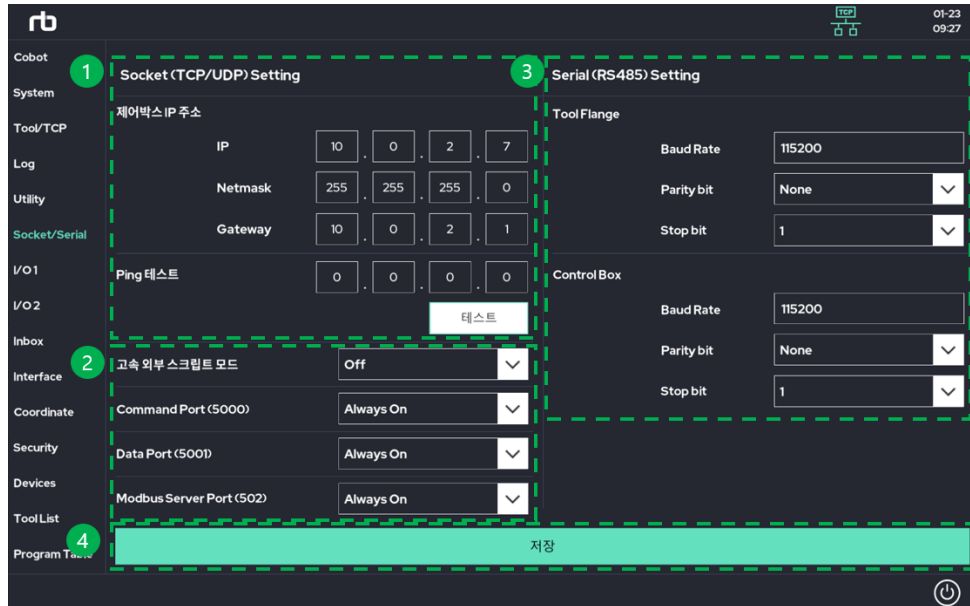 rb
TCP
01-23
09:27
Cobot
System
Tool/TCP
Log
Utility
Socket/Serial
I/O 1
I/O 2
Inbox
Interface
Coordinate
Security
Devices
Tool List
Program Table
1
Socket (TCP/UDP) Setting
제어박스 IP 주소
IP 10 . 0 . 2 . 7
Netmask 255 . 255 . 255 . 0
Gateway 10 . 0 . 2 . 1
Ping 테스트 0 . 0 . 0 . 0
테스트
2
고속 외부 스크립트 모드 Off
Command Port (5000) Always On
Data Port (5001) Always On
Modbus Server Port (502) Always On
3
Serial (RS485) Setting
Tool Flange
Baud Rate 115200
Parity bit None
Stop bit 1
Control Box
Baud Rate 115200
Parity bit None
Stop bit 1
4
저장